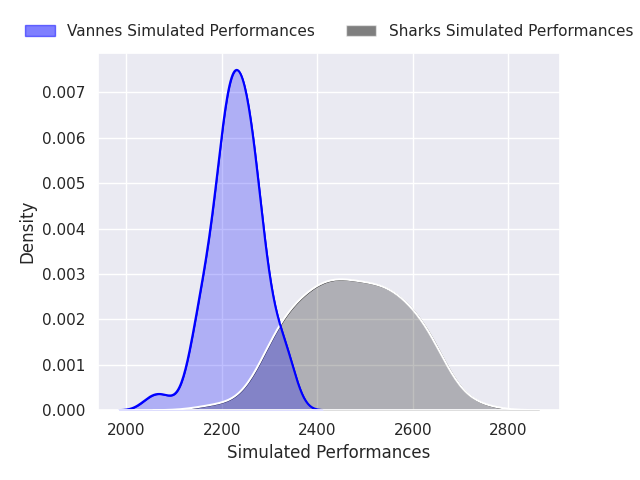 Vannes Simulated Performances Sharks Simulated Performances
0.007
0.006
0.005
0.004
0.003
0.002
0.001
0.000
Density
2000 2200 2400 2600 2800
Simulated Performances